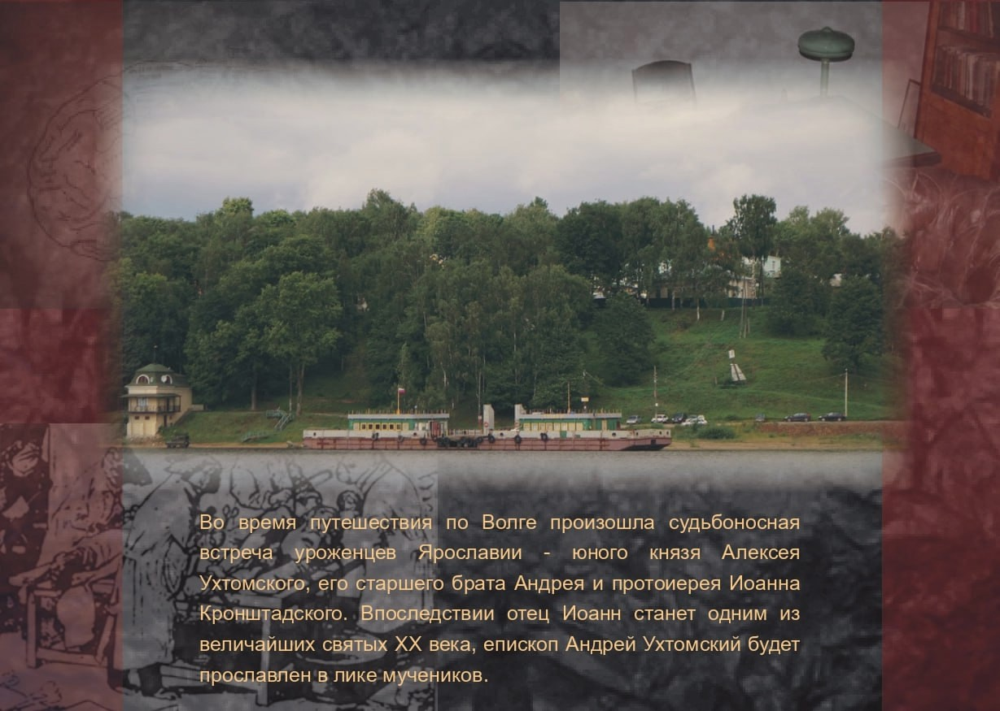 Во время путешествия по Волге произошла судьбоносная
встреча уроженцев Ярославии - юного князя Алексея
Ухтомского, его старшего брата Андрея и протоиерея Иоанна
Кронштадского. Впоследствии отец Иоанн станет одним из
величайших святых XX века, епископ Андрей Ухтомский будет
прославлен в лике мучеников.